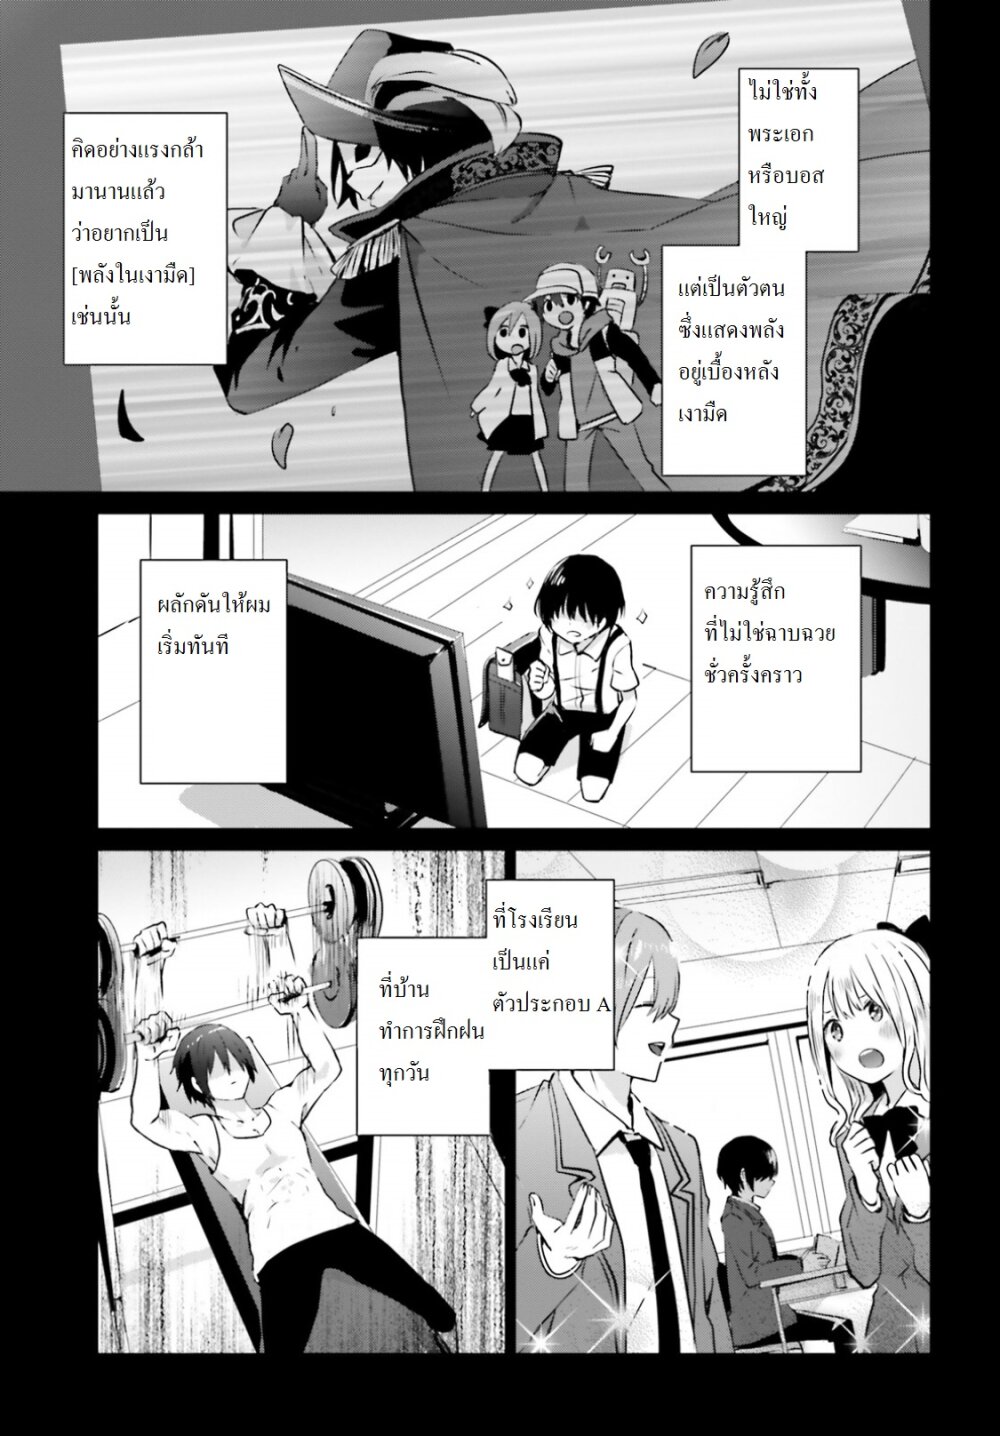 ไม่ใช่ทั้ง
พระเอก
หรือบอส
ใหญ่
แต่เป็นตัวตน
ซึ่งแสดงพลัง
อยู่เบื้องหลัง
เงามืด
คิดอย่างแรงกล้า
มานานแล้ว
ว่าอยากเป็น
[พลังในเงามืด]
เช่นนั้น
ความรู้สึก
ที่ไม่ใช่ฉาบฉวย
ชั่วครั้งคราว
ผลักดันให้ผม
เริ่มทันที
ที่โรงเรียน
เป็นแค่
ตัวประกอบ A
ที่บ้าน
ทำการฝึกฝน
ทุกวัน